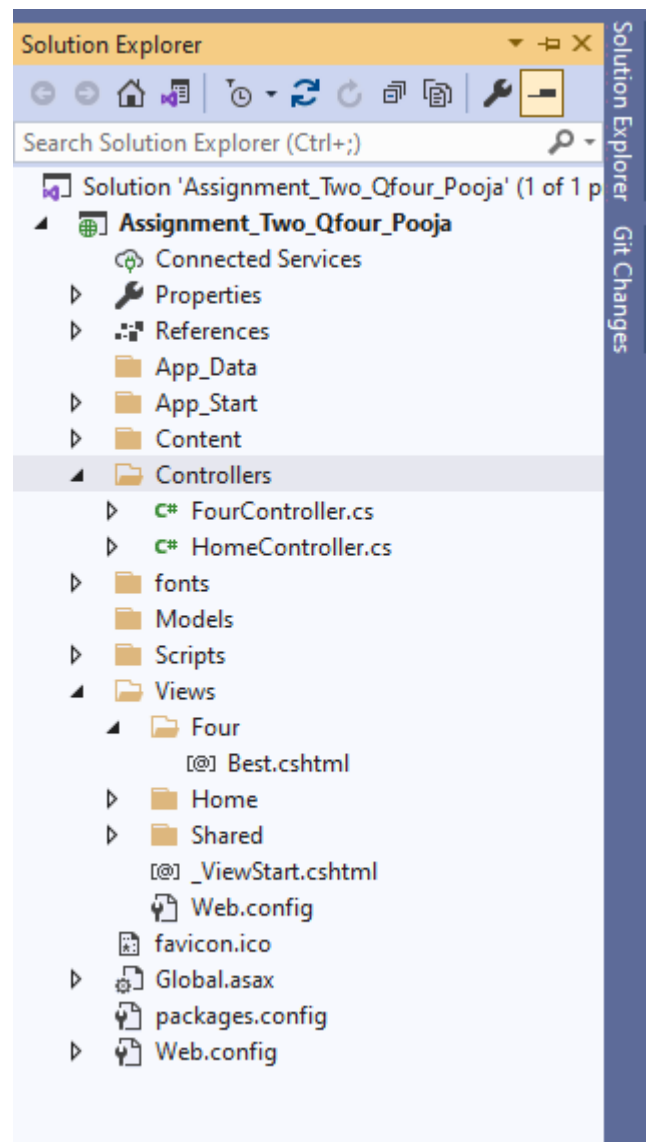 Solution Explorer
Search Solution Explorer (Ctrl+;)
Solution 'Assignment_Two_Qfour_Pooja' (1 of 1 p
Assignment_Two_Qfour_Pooja
Connected Services
Properties
References
App_Data
App_Start
Content
Controllers
C# FourController.cs
C# HomeController.cs
fonts
Models
Scripts
Views
Four
[@] Best.cshtml
Home
Shared
[@] _ViewStart.cshtml
Web.config
favicon.ico
Global.asax
packages.config
Web.config
Solution Explorer
Git Changes